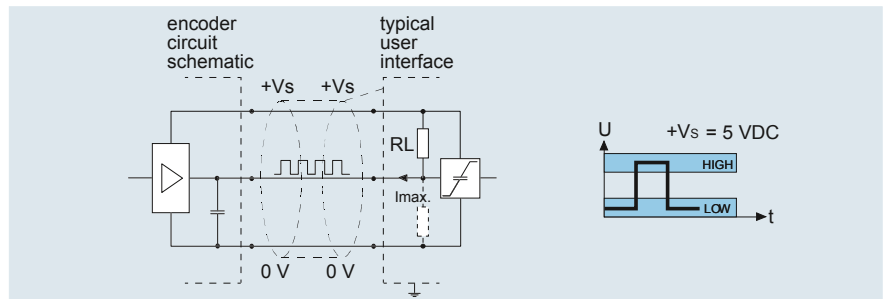 encoder
circuit
schematic
typical
user
interface
+Vs
+Vs
RL
Imax.
0 V
0 V
U
+Vs = 5 VDC
HIGH
LOW
t